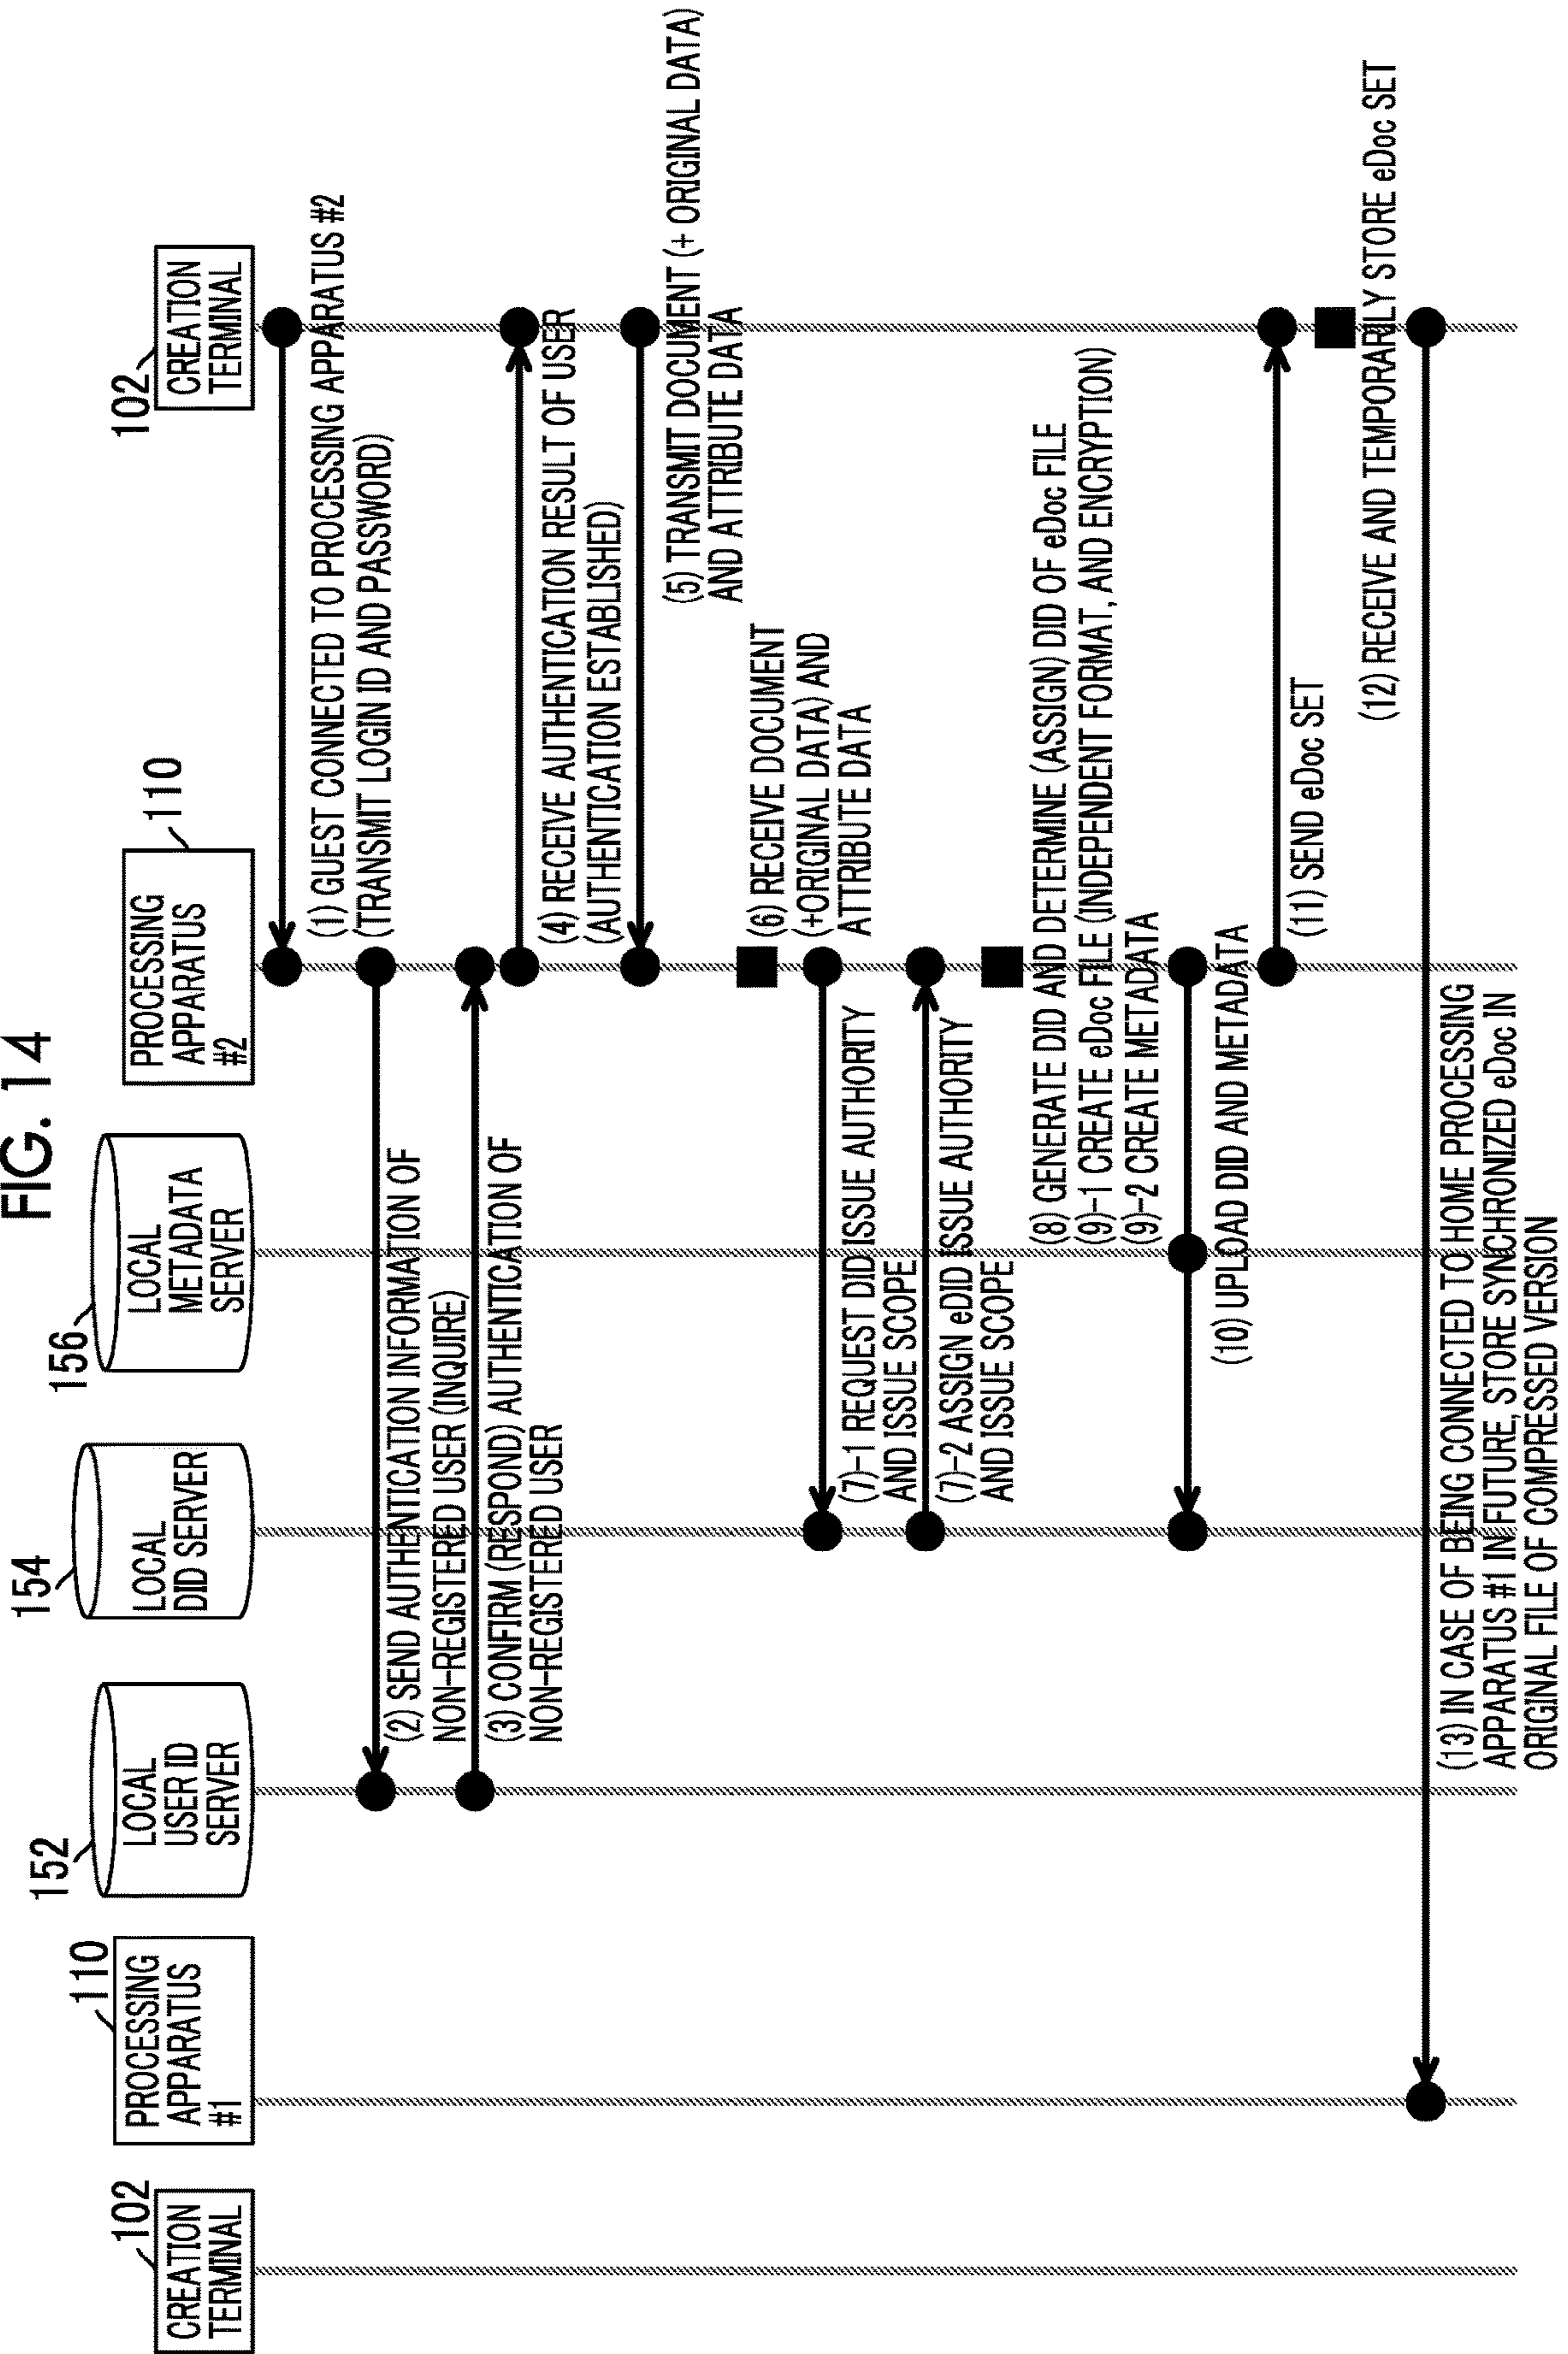 FIG. 14
102
CREATION
TERMINAL
110
PROCESSING
APPARATUS
#1
152
LOCAL
USER ID
SERVER
154
LOCAL
DID SERVER
156
LOCAL
METADATA
SERVER
110
PROCESSING
APPARATUS
#2
102
CREATION
TERMINAL
(1) GUEST CONNECTED TO PROCESSING APPARATUS #2
(TRANSMIT LOGIN ID AND PASSWORD)
(2) SEND AUTHENTICATION INFORMATION OF
NON-REGISTERED USER (INQUIRE)
(3) CONFIRM (RESPOND) AUTHENTICATION OF
NON-REGISTERED USER
(4) RECEIVE AUTHENTICATION RESULT OF USER
(AUTHENTICATION ESTABLISHED)
(5) TRANSMIT DOCUMENT (+ ORIGINAL DATA)
AND ATTRIBUTE DATA
(6) RECEIVE DOCUMENT
(+ORIGINAL DATA) AND
ATTRIBUTE DATA
(7)-1 REQUEST DID ISSUE AUTHORITY
AND ISSUE SCOPE
(7)-2 ASSIGN eDID ISSUE AUTHORITY
AND ISSUE SCOPE
(8) GENERATE DID AND DETERMINE (ASSIGN) DID OF eDoc FILE
(9)-1 CREATE eDoc FILE (INDEPENDENT FORMAT, AND ENCRYPTION)
(9)-2 CREATE METADATA
(10) UPLOAD DID AND METADATA
(11) SEND eDoc SET
(12) RECEIVE AND TEMPORARILY STORE eDoc SET
(13) IN CASE OF BEING CONNECTED TO HOME PROCESSING
APPARATUS #1 IN FUTURE, STORE SYNCHRONIZED eDoc IN
ORIGINAL FILE OF COMPRESSED VERSION